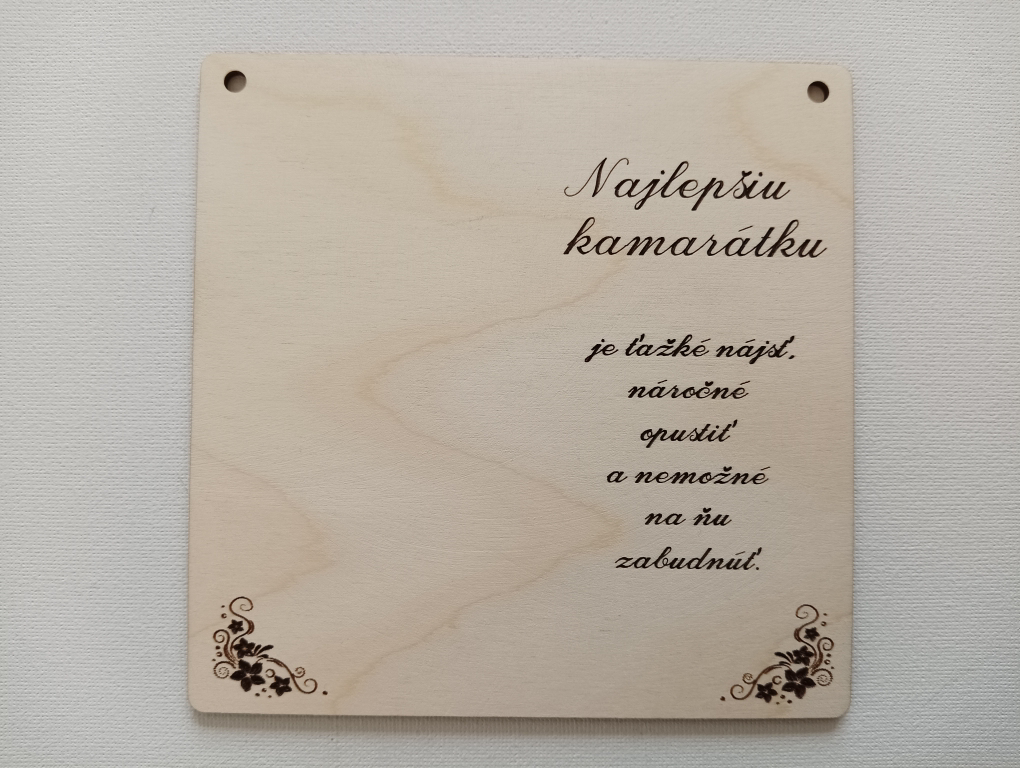 Najlepšiu
kamarátku
je ťažké nájsť,
náročné
opustiť
a nemožné
na ňu
zabudnúť.